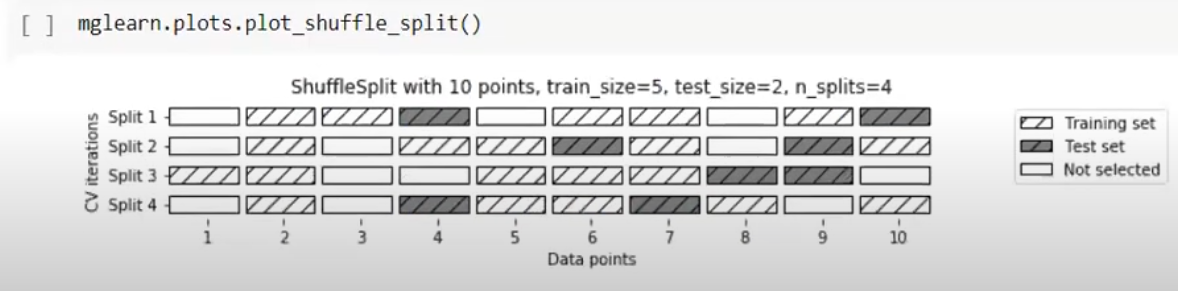 [ ] mglearn.plots.plot_shuffle_split()
ShuffleSplit with 10 points, train_size=5, test_size=2, n_splits=4
CV iterations
Split 1
Split 2
Split 3
Split 4
1 2 3 4 5 6 7 8 9 10
Data points
Training set
Test set
Not selected